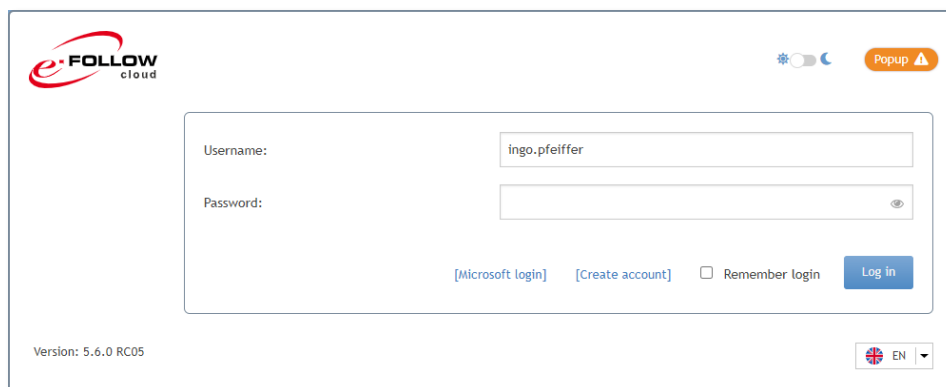 e-FOLLOW
cloud
Popup
Username:
ingo.pfeiffer
Password:
[Microsoft login] [Create account] Remember login Log in
Version: 5.6.0 RC05
EN